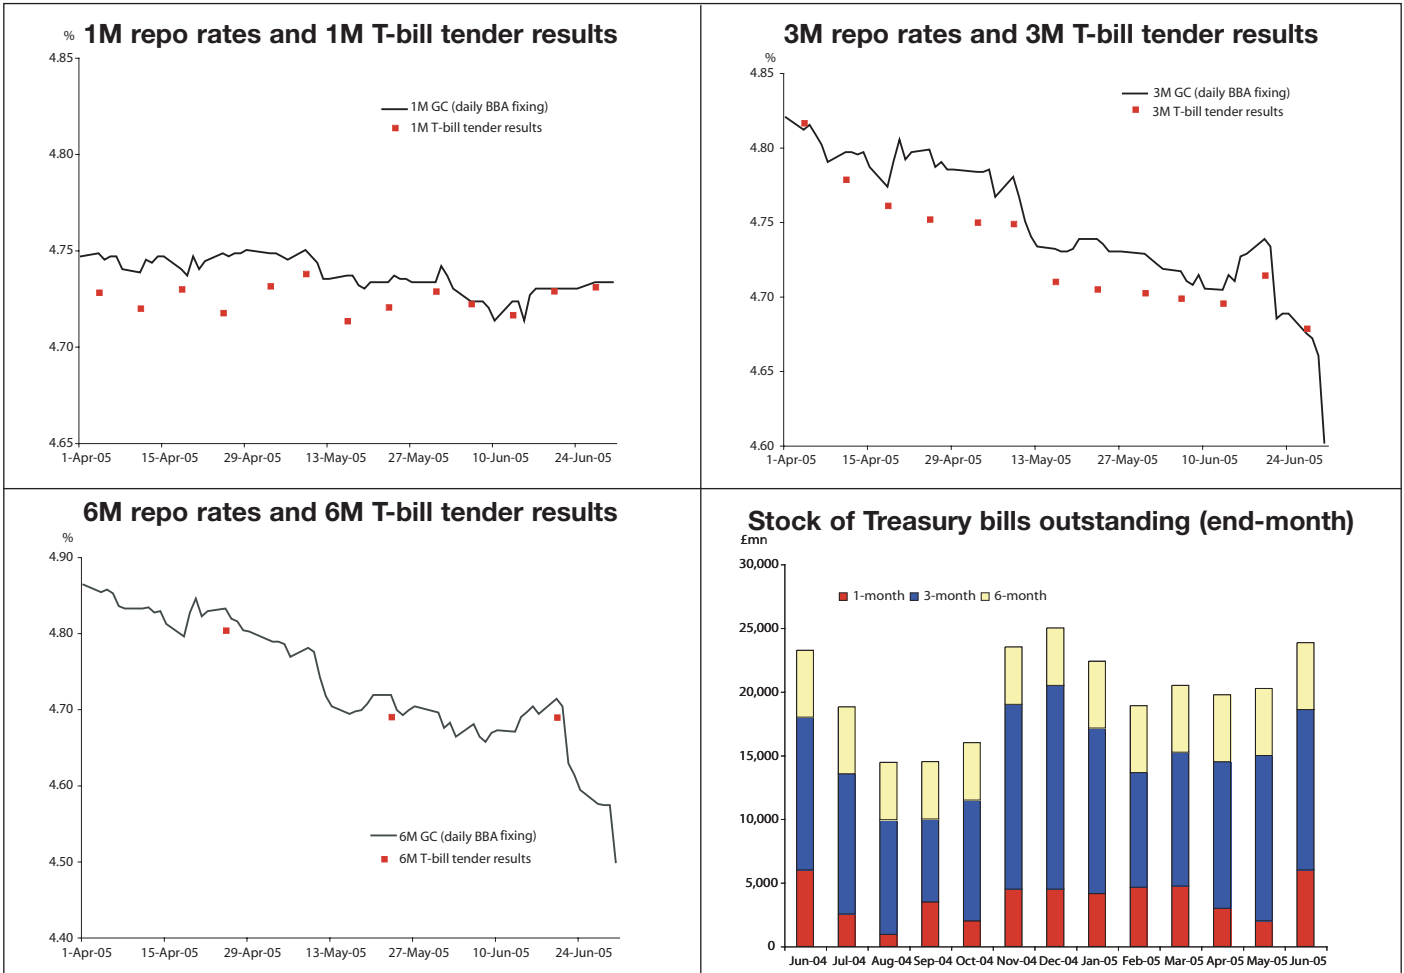 1M repo rates and 1M T-bill tender results
%
4.85
4.80
4.75
4.70
4.65
1M GC (daily BBA fixing)
1M T-bill tender results
1-Apr-05 15-Apr-05 29-Apr-05 13-May-05 27-May-05 10-Jun-05 24-Jun-05
3M repo rates and 3M T-bill tender results
%
4.85
4.80
4.75
4.70
4.65
4.60
3M GC (daily BBA fixing)
3M T-bill tender results
1-Apr-05 15-Apr-05 29-Apr-05 13-May-05 27-May-05 10-Jun-05 24-Jun-05
6M repo rates and 6M T-bill tender results
%
4.90
4.80
4.70
4.60
4.50
4.40
6M GC (daily BBA fixing)
6M T-bill tender results
1-Apr-05 15-Apr-05 29-Apr-05 13-May-05 27-May-05 10-Jun-05 24-Jun-05
Stock of Treasury bills outstanding (end-month)
£mn
30,000
25,000
20,000
15,000
10,000
5,000
0
1-month 3-month 6-month
Jun-04 Jul-04 Aug-04 Sep-04 Oct-04 Nov-04 Dec-04 Jan-05 Feb-05 Mar-05 Apr-05 May-05 Jun-05